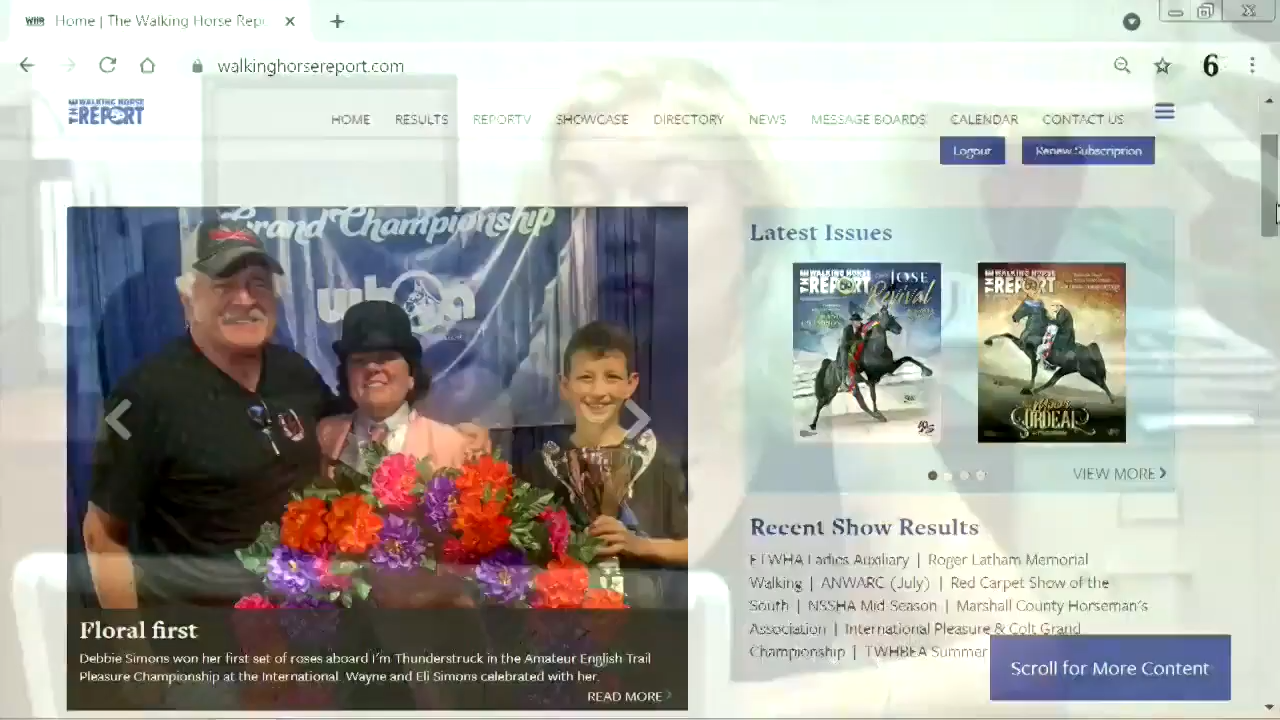 Home | The Walking Horse Repo
walkinghorsereport.com
6
THE WALKING HORSE
REPORT
HOME RESULTS REPORTV SHOWCASE DIRECTORY NEWS MESSAGE BOARDS CALENDAR CONTACT US
Logout Renew Subscription
Grand Championship
Latest Issues
THE WALKING HORSE
REPORT
JOSE
Revival
THE WALKING HORSE
REPORT
ORDEAL
VIEW MORE
Recent Show Results
ETWHA Ladies Auxiliary | Roger Latham Memorial
Walking | ANWARC (July) | Red Carpet Show of the
South | NSSHA Mid Season | Marshall County Horseman's
Association | International Pleasure & Colt Grand
Championship | TWHBEA Summer
Scroll for More Content
Floral first
Debbie Simons won her first set of roses aboard I'm Thunderstruck in the Amateur English Trail
Pleasure Championship at the International. Wayne and Eli Simons celebrated with her.
READ MORE